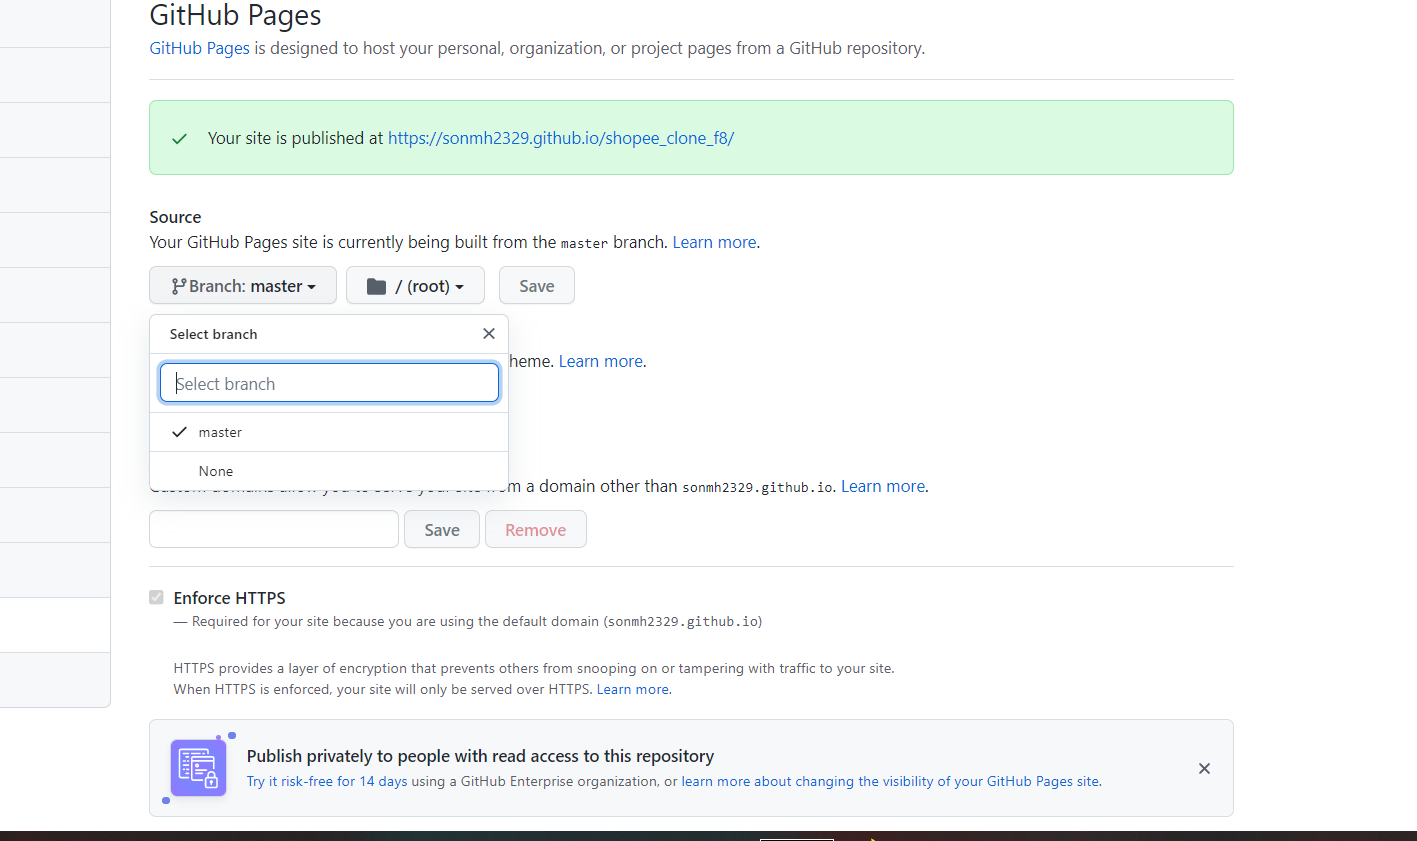 GitHub Pages
GitHub Pages is designed to host your personal, organization, or project pages from a GitHub repository.
Your site is published at https://sonmh2329.github.io/shopee_clone_f8/
Source
Your GitHub Pages site is currently being built from the master branch. Learn more.
Branch: master / (root) Save
Select branch
heme. Learn more.
Select branch
master
None
m a domain other than sonmh2329.github.io. Learn more.
Save Remove
Enforce HTTPS
— Required for your site because you are using the default domain (sonmh2329.github.io)
HTTPS provides a layer of encryption that prevents others from snooping on or tampering with traffic to your site.
When HTTPS is enforced, your site will only be served over HTTPS. Learn more.
Publish privately to people with read access to this repository
Try it risk-free for 14 days using a GitHub Enterprise organization, or learn more about changing the visibility of your GitHub Pages site.